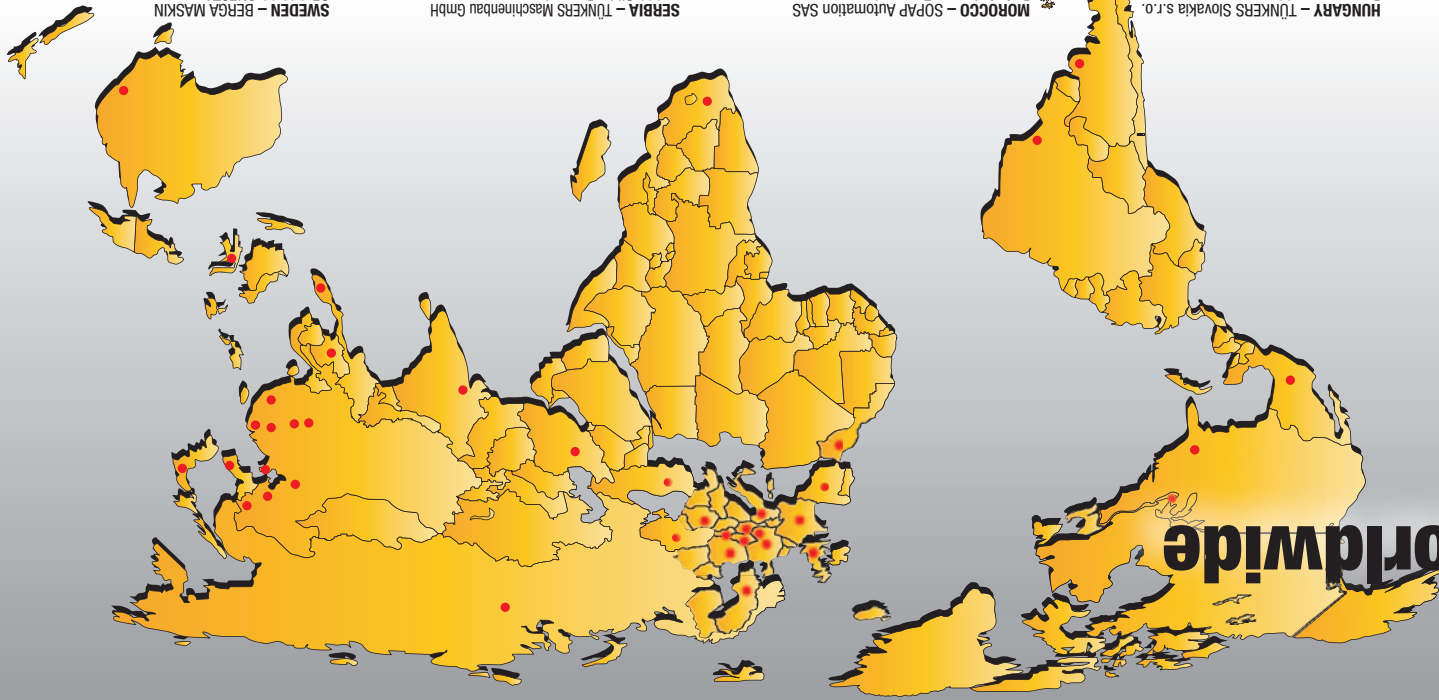 orldwide
HUNGARY – TÜNKERS Slovakia s.r.o.
MOROCCO – SOPAP Automation SAS
SERBIA – TÜNKERS Maschinenbau GmbH
SWEDEN – BERGA MASKIN